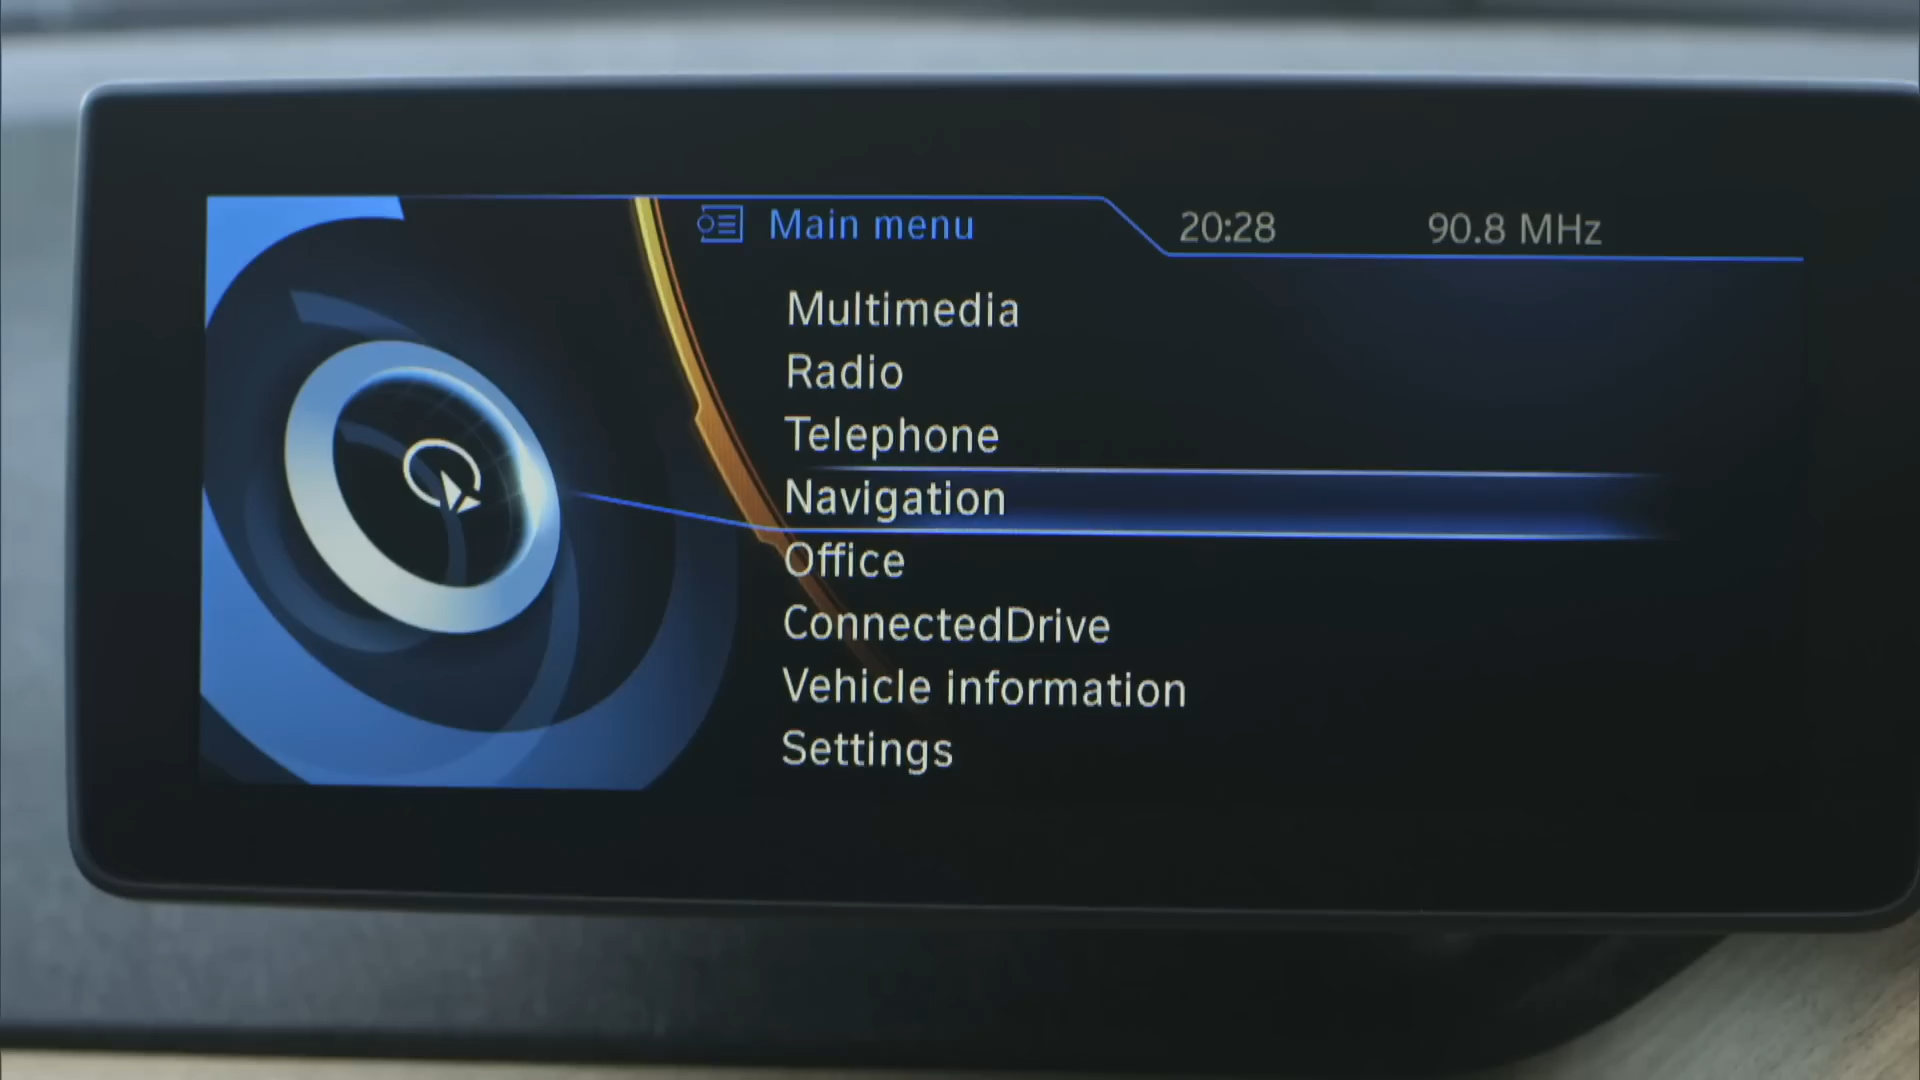 Main menu 20:28 90.8 MHz
Multimedia
Radio
Telephone
Navigation
Office
ConnectedDrive
Vehicle information
Settings